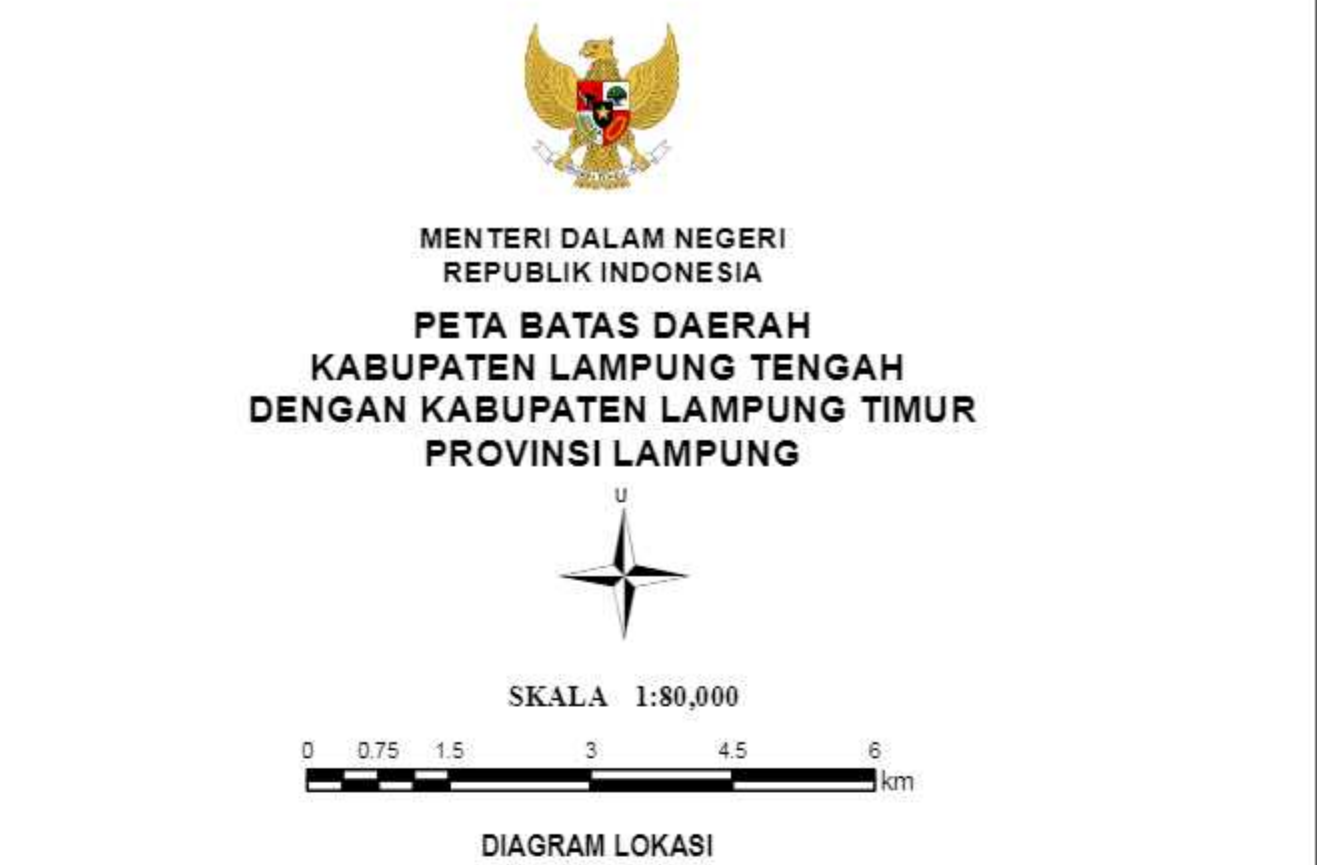 MENTERI DALAM NEGERI
REPUBLIK INDONESIA
PETA BATAS DAERAH
KABUPATEN LAMPUNG TENGAH
DENGAN KABUPATEN LAMPUNG TIMUR
PROVINSI LAMPUNG
U
SKALA 1:80,000
0 0.75 1.5 3 4.5 6
km
DIAGRAM LOKASI